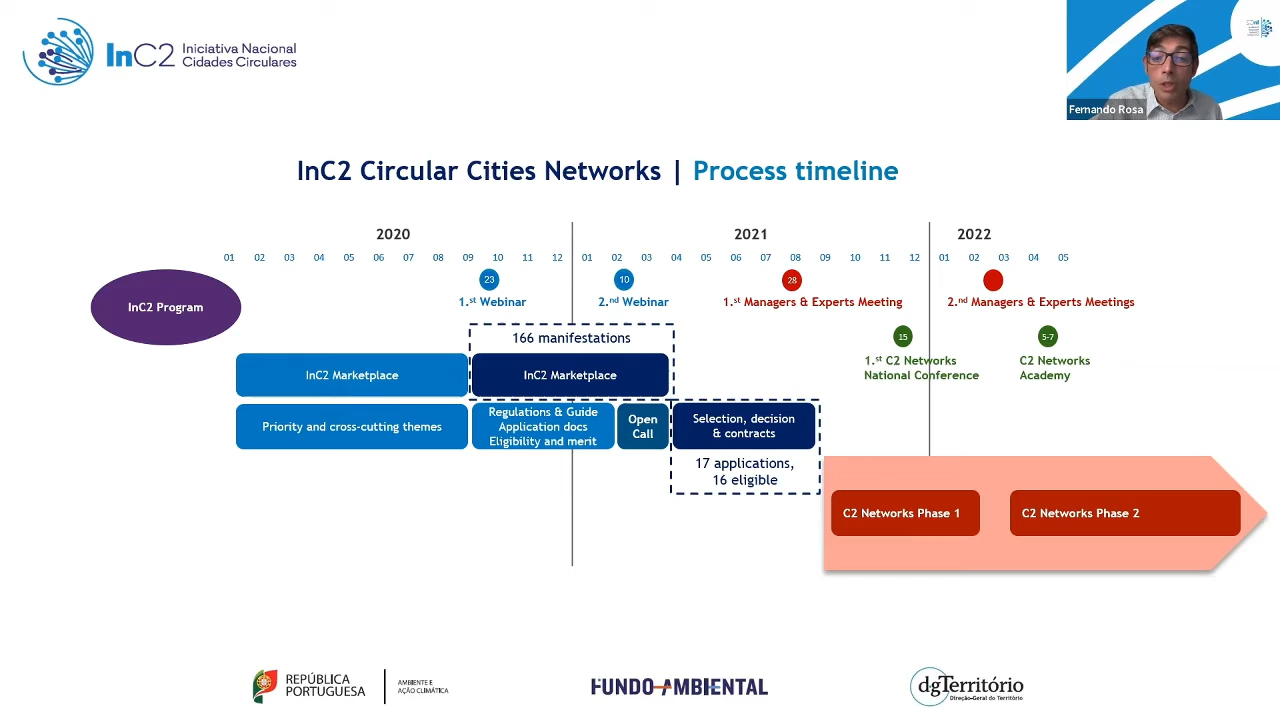 InC2 Iniciativa Nacional
Cidades Circulares
Fernando Rosa
InC2 Circular Cities Networks | Process timeline
2020 2021 2022
01 02 03 04 05 06 07 08 09 10 11 12 01 02 03 04 05 06 07 08 09 10 11 12 01 02 03 04 05
InC2 Program
23 10 28
1.st Webinar 2.nd Webinar 1.st Managers & Experts Meeting 2.nd Managers & Experts Meetings
166 manifestations
15 5-7
1.st C2 Networks
National Conference
C2 Networks
Academy
InC2 Marketplace InC2 Marketplace
Priority and cross-cutting themes
Regulations & Guide
Application docs
Eligibility and merit
Open
Call
Selection, decision
& contracts
17 applications,
16 eligible
C2 Networks Phase 1 C2 Networks Phase 2
REPÚBLICA
PORTUGUESA
AMBIENTE E
AÇÃO CLIMÁTICA
FUNDO AMBIENTAL
dgTerritório
Direção-Geral do Território